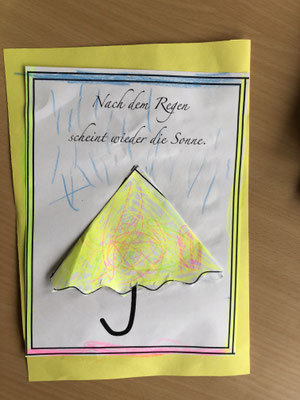 Nach dem Regen
scheint wieder die Sonne.